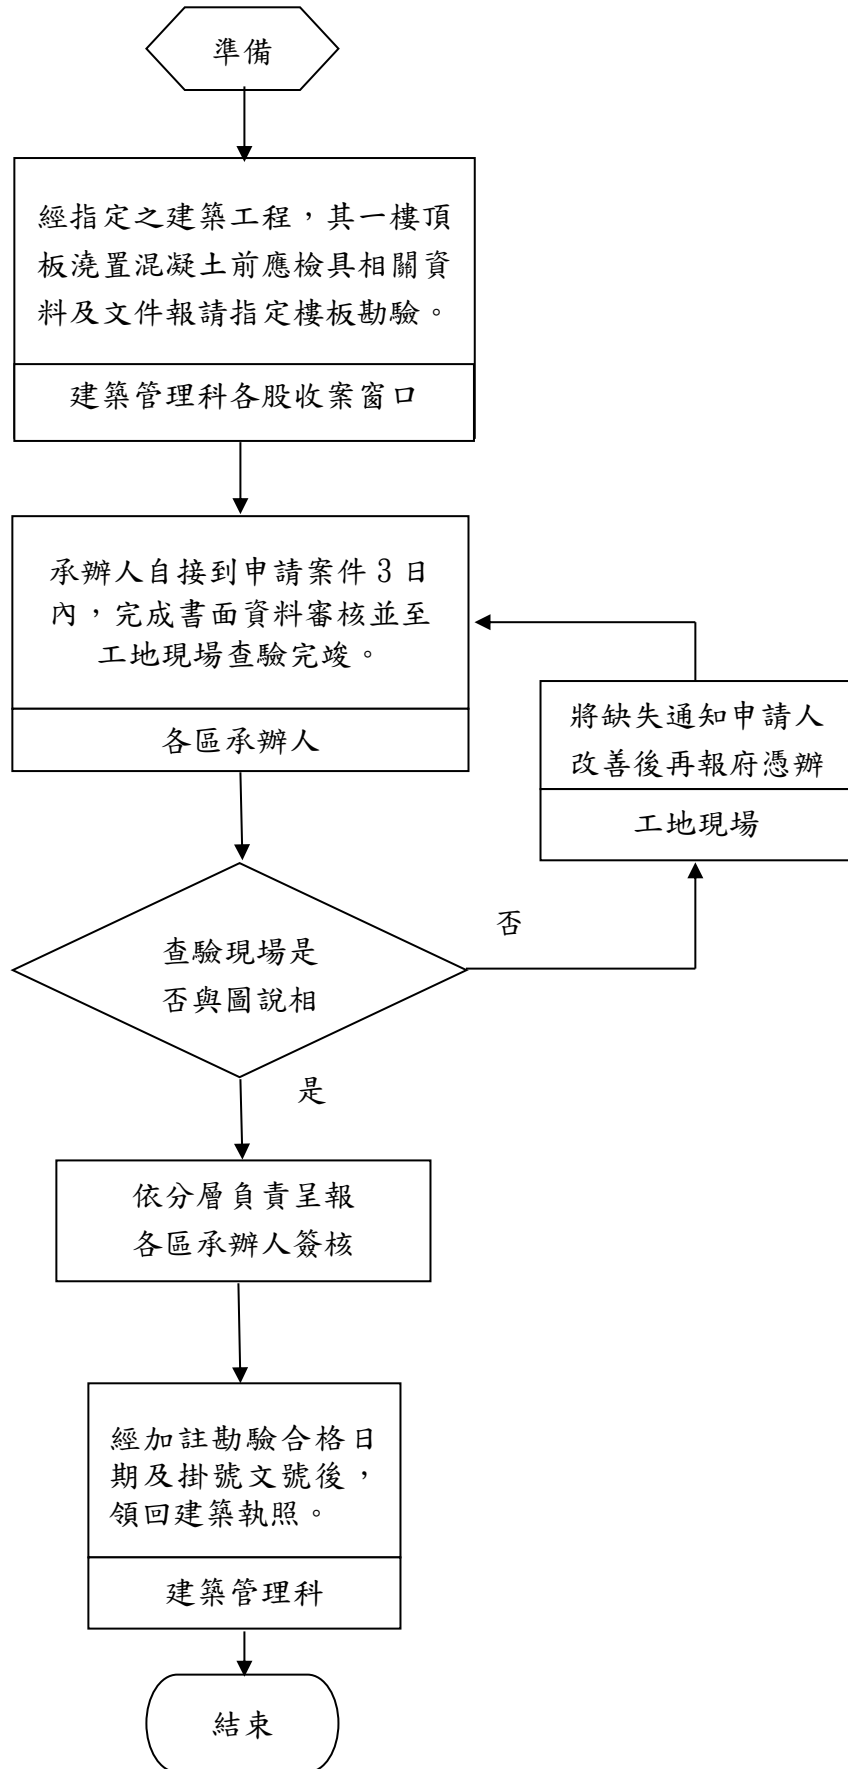 準備
經指定之建築工程，其一樓頂
板澆置混凝土前應檢具相關資
料及文件報請指定樓板勘驗。
建築管理科各股收案窗口
承辦人自接到申請案件 3 日
內，完成書面資料審核並至
工地現場查驗完竣。
各區承辦人
將缺失通知申請人
改善後再報府憑辦
工地現場
查驗現場是
否與圖說相
否
是
依分層負責呈報
各區承辦人簽核
經加註勘驗合格日
期及掛號文號後，
領回建築執照。
建築管理科
結束